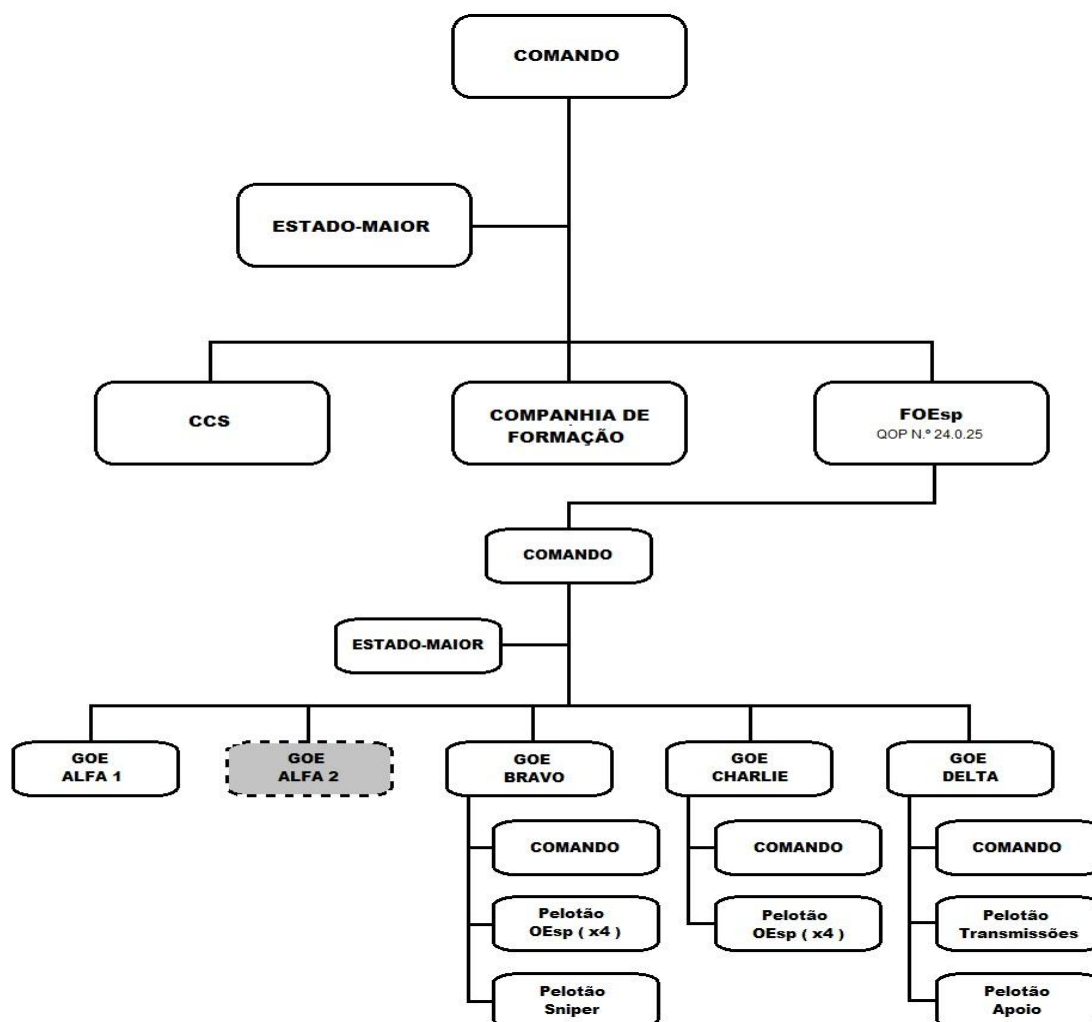 COMANDO
ESTADO-MAIOR
CCS
COMPANHIA DE
FORMAÇÃO
FOEsp
QOP N.º 24.0.25
COMANDO
ESTADO-MAIOR
GOE
ALFA 1
GOE
ALFA 2
GOE
BRAVO
GOE
CHARLIE
GOE
DELTA
COMANDO
COMANDO
COMANDO
Pelotão
OEsp ( x4 )
Pelotão
OEsp ( x4 )
Pelotão
Transmissões
Pelotão
Sniper
Pelotão
Apoio